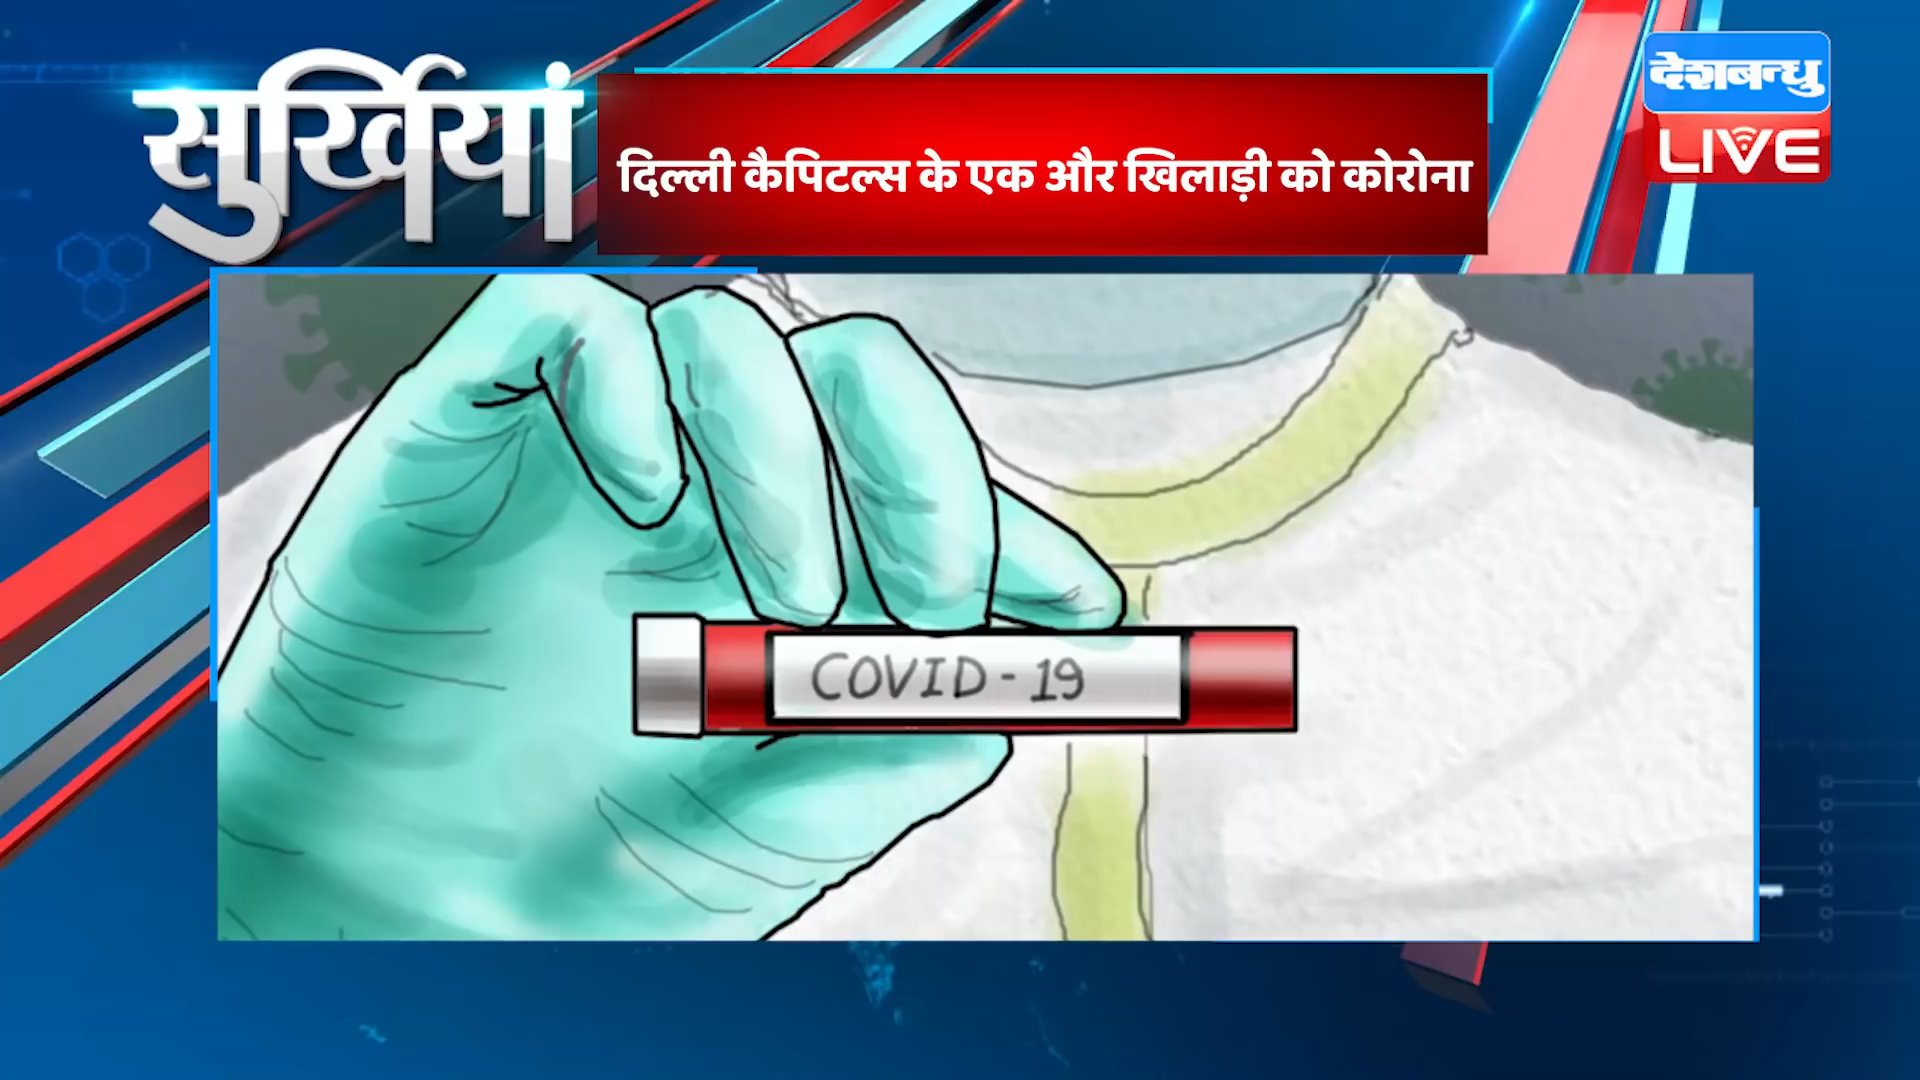 सुर्खियां
दिल्ली कैपिटल्स के एक और खिलाड़ी को कोरोना
देशबन्धु
LIVE
COVID - 19